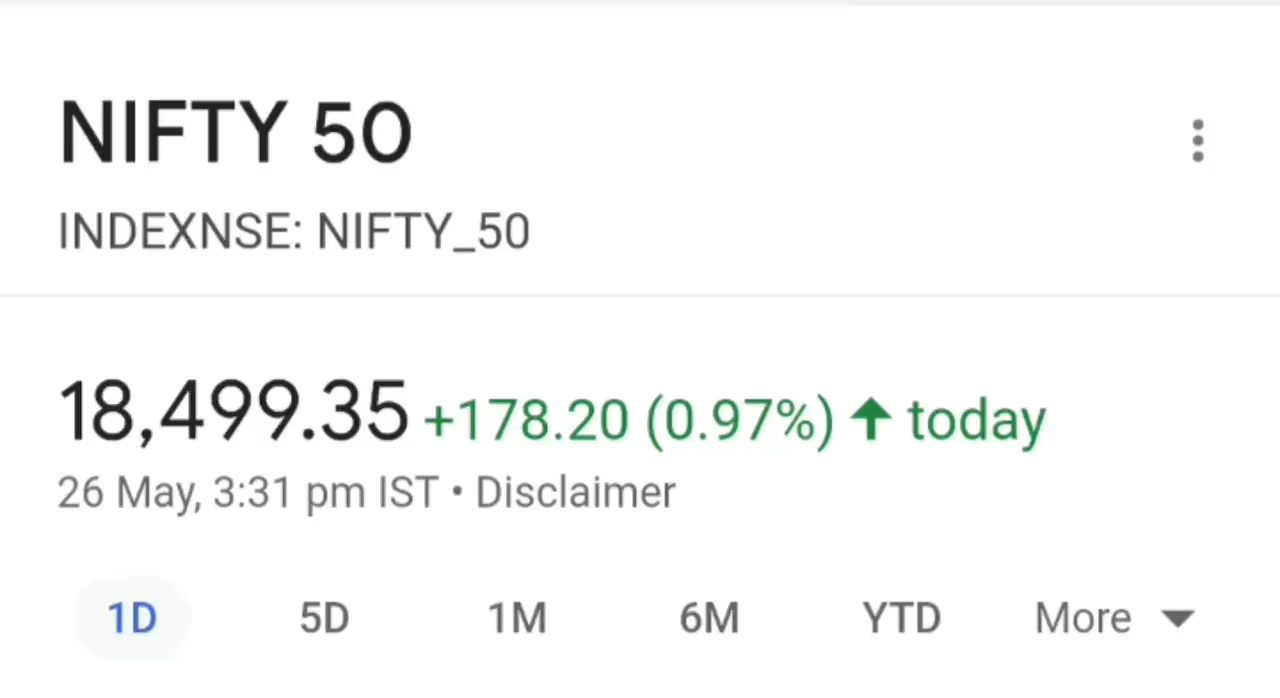 NIFTY 50
INDEXNSE: NIFTY_50
18,499.35 +178.20 (0.97%) ↑ today
26 May, 3:31 pm IST • Disclaimer
1D 5D 1M 6M YTD More